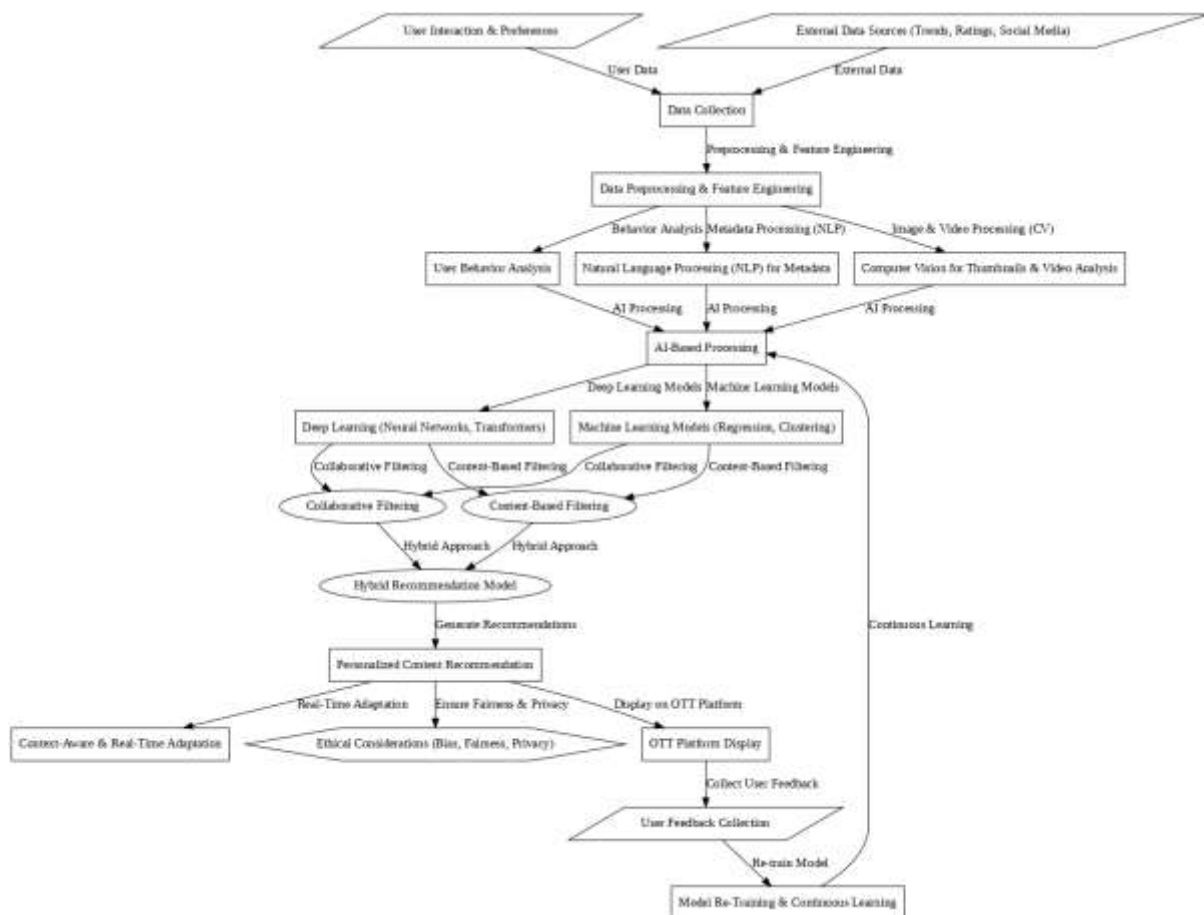 User Interaction & Preferences
External Data Sources (Trends, Ratings, Social Media)
User Data
External Data
Data Collection
Preprocessing & Feature Engineering
Data Preprocessing & Feature Engineering
Behavior Analysis
Metadata Processing (NLP)
Image & Video Processing (CV)
User Behavior Analysis
Natural Language Processing (NLP) for Metadata
Computer Vision for Thumbnails & Video Analysis
AI Processing
AI Processing
AI Processing
AI-Based Processing
Deep Learning Models
Machine Learning Models
Deep Learning (Neural Networks, Transformers)
Machine Learning Models (Regression, Clustering)
Collaborative Filtering
Content-Based Filtering
Collaborative Filtering
Content-Based Filtering
Collaborative Filtering
Content-Based Filtering
Hybrid Approach
Hybrid Approach
Hybrid Recommendation Model
Generate Recommendations
Continuous Learning
Personalized Content Recommendation
Real-Time Adaptation
Ensure Fairness & Privacy
Display on OTT Platform
Context-Aware & Real-Time Adaptation
Ethical Considerations (Bias, Fairness, Privacy)
OTT Platform Display
Collect User Feedback
User Feedback Collection
Re-train Model
Model Re-Training & Continuous Learning